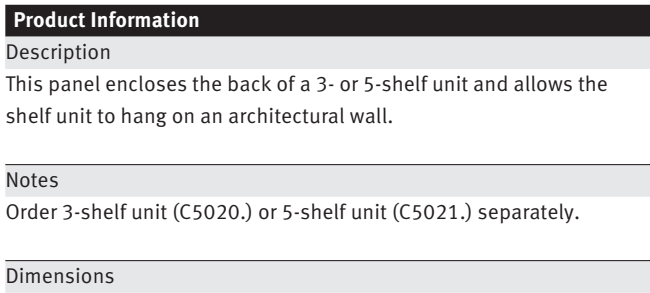 Product Information
Description
This panel encloses the back of a 3- or 5-shelf unit and allows the
shelf unit to hang on an architectural wall.
Notes
Order 3-shelf unit (C5020.) or 5-shelf unit (C5021.) separately.
Dimensions